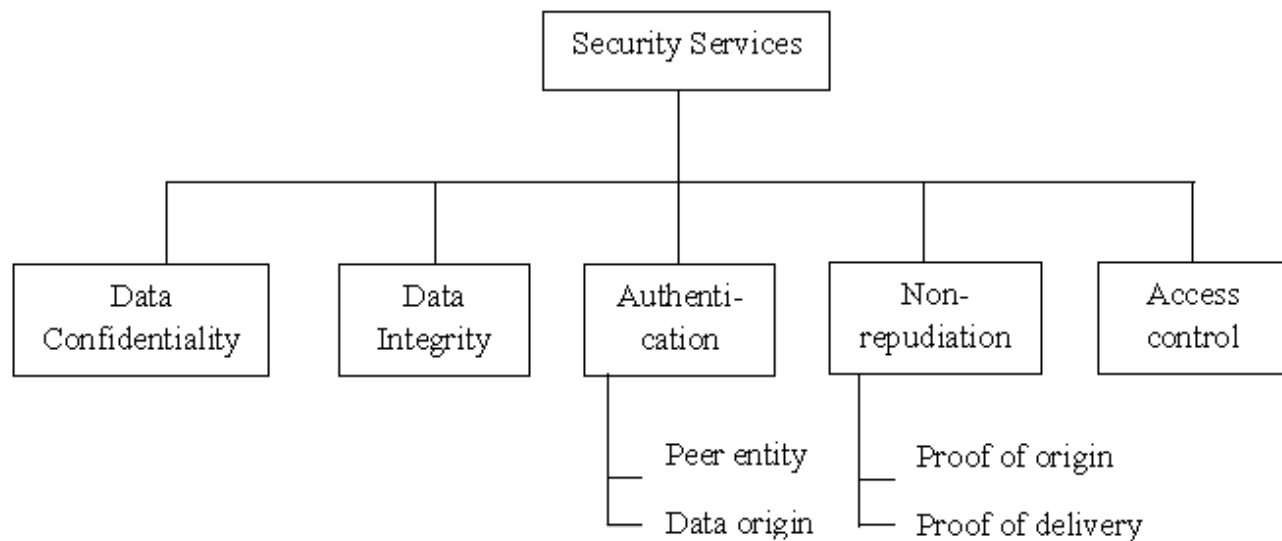 Security Services
Data
Confidentiality
Data
Integrity
Authenti-
cation
Non-
repudiation
Access
control
Peer entity
Data origin
Proof of origin
Proof of delivery